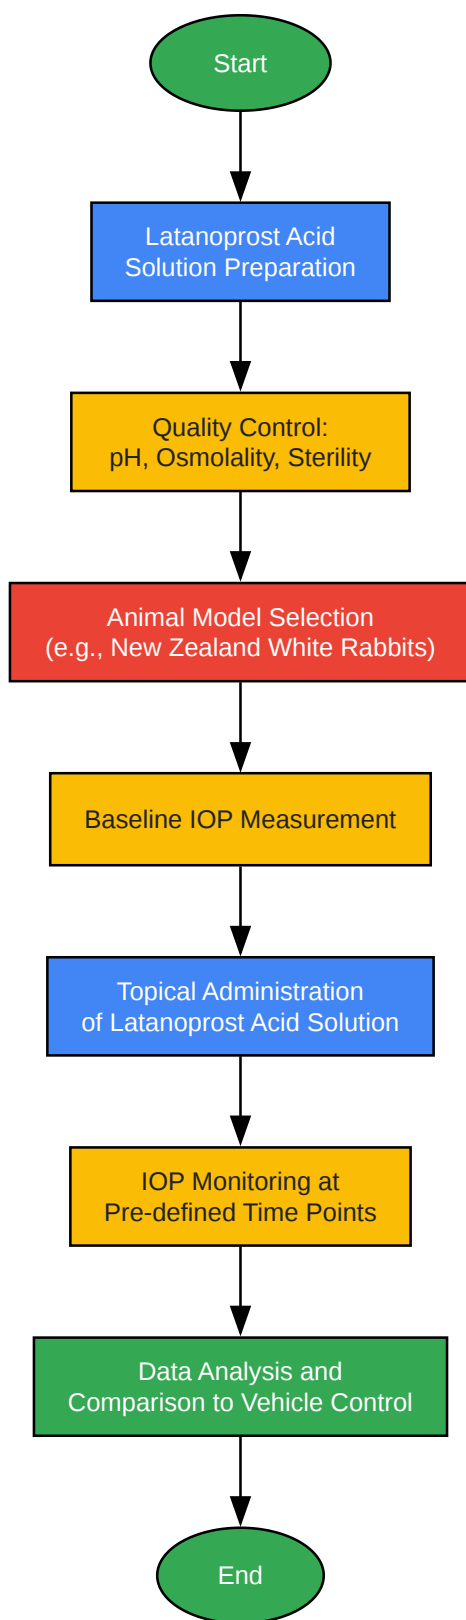 Start
Latanoprost Acid
Solution Preparation
Quality Control:
pH, Osmolality, Sterility
Animal Model Selection
(e.g., New Zealand White Rabbits)
Baseline IOP Measurement
Topical Administration
of Latanoprost Acid Solution
IOP Monitoring at
Pre-defined Time Points
Data Analysis and
Comparison to Vehicle Control
End